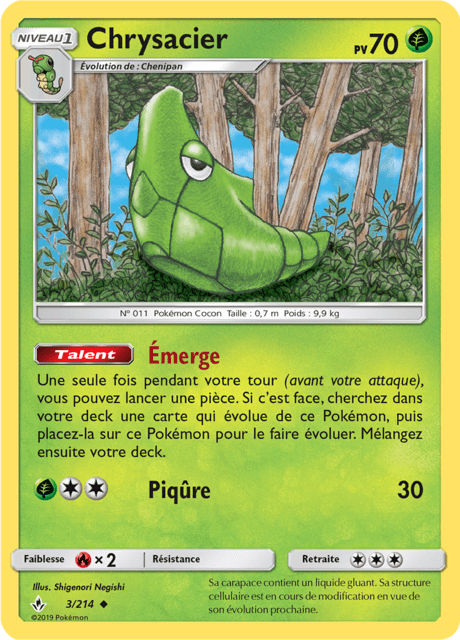 NIVEAU 1
Chrysacier
PV 70
Évolution de : Chenipan
N° 011 Pokémon Cocon Taille : 0,7 m Poids : 9,9 kg
Talent Émerge
Une seule fois pendant votre tour (avant votre attaque),
vous pouvez lancer une pièce. Si c'est face, cherchez dans
votre deck une carte qui évolue de ce Pokémon, puis
placez-la sur ce Pokémon pour le faire évoluer. Mélangez
ensuite votre deck.
Piqûre 30
Faiblesse ×2 Résistance Retraite
Illus. Shigenori Negishi
3/214
©2019 Pokémon
Sa carapace contient un liquide gluant. Sa structure
cellulaire est en cours de modification en vue de
son évolution prochaine.